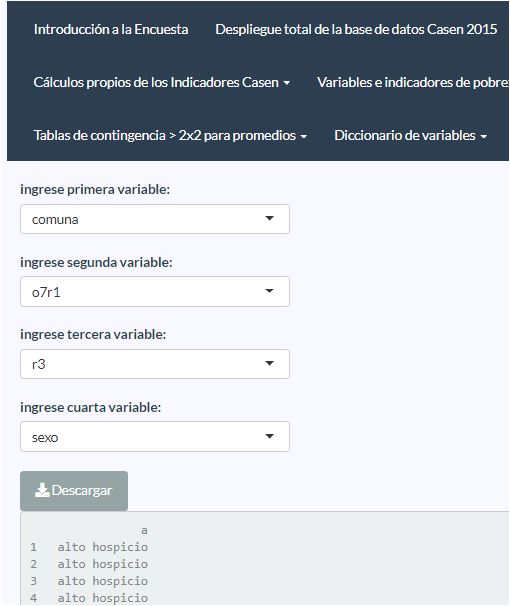 Introducción a la Encuesta Despliegue total de la base de datos Casen 2015
Cálculos propios de los Indicadores Casen Variables e indicadores de pobre
Tablas de contingencia > 2x2 para promedios Diccionario de variables
ingrese primera variable:
comuna
ingrese segunda variable:
o7r1
ingrese tercera variable:
r3
ingrese cuarta variable:
sexo
Descargar
a
1 alto hospicio
2 alto hospicio
3 alto hospicio
4 alto hospicio